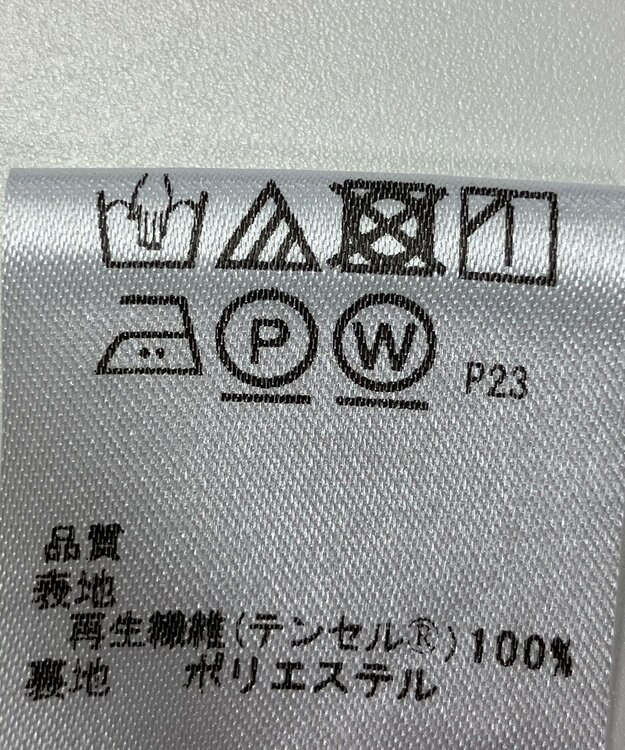 P
W
P23
品質
表地
再生繊維(テンセル®)100%
裏地 ポリエステル